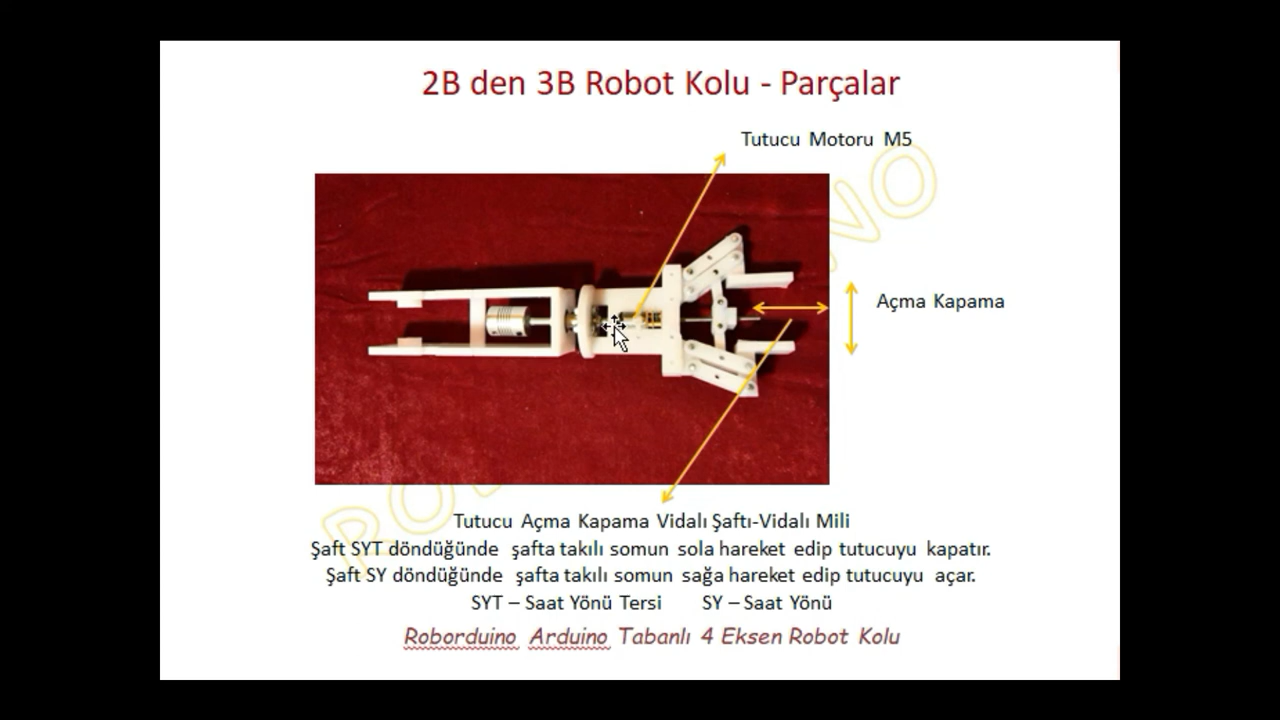 2B den 3B Robot Kolu - Parçalar
Tutucu Motoru M5
Açma Kapama
Tutucu Açma Kapama Vidalı Şaftı-Vidalı Mili
Şaft SYT döndüğünde şafta takılı somun sola hareket edip tutucuyu kapatır.
Şaft SY döndüğünde şafta takılı somun sağa hareket edip tutucuyu açar.
SYT – Saat Yönü Tersi SY – Saat Yönü
Roborduino Arduino Tabanlı 4 Eksen Robot Kolu